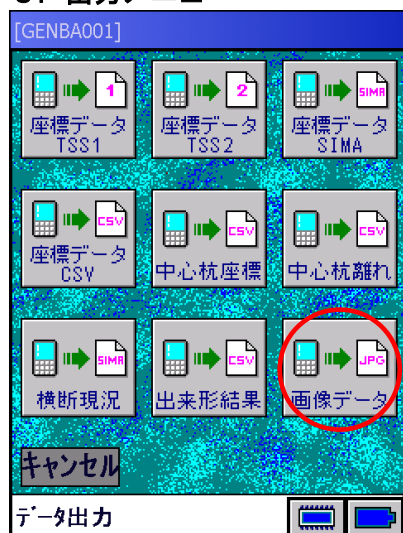 [GENBA001]
1
座標データ
TSS1
2
座標データ
TSS2
SIMA
座標データ
SIMA
CSV
座標データ
CSV
CSV
中心杭座標
CSV
中心杭離れ
SIMA
横断現況
CSV
出来形結果
JPG
画像データ
キャンセル
ﾃﾞｰﾀ出力